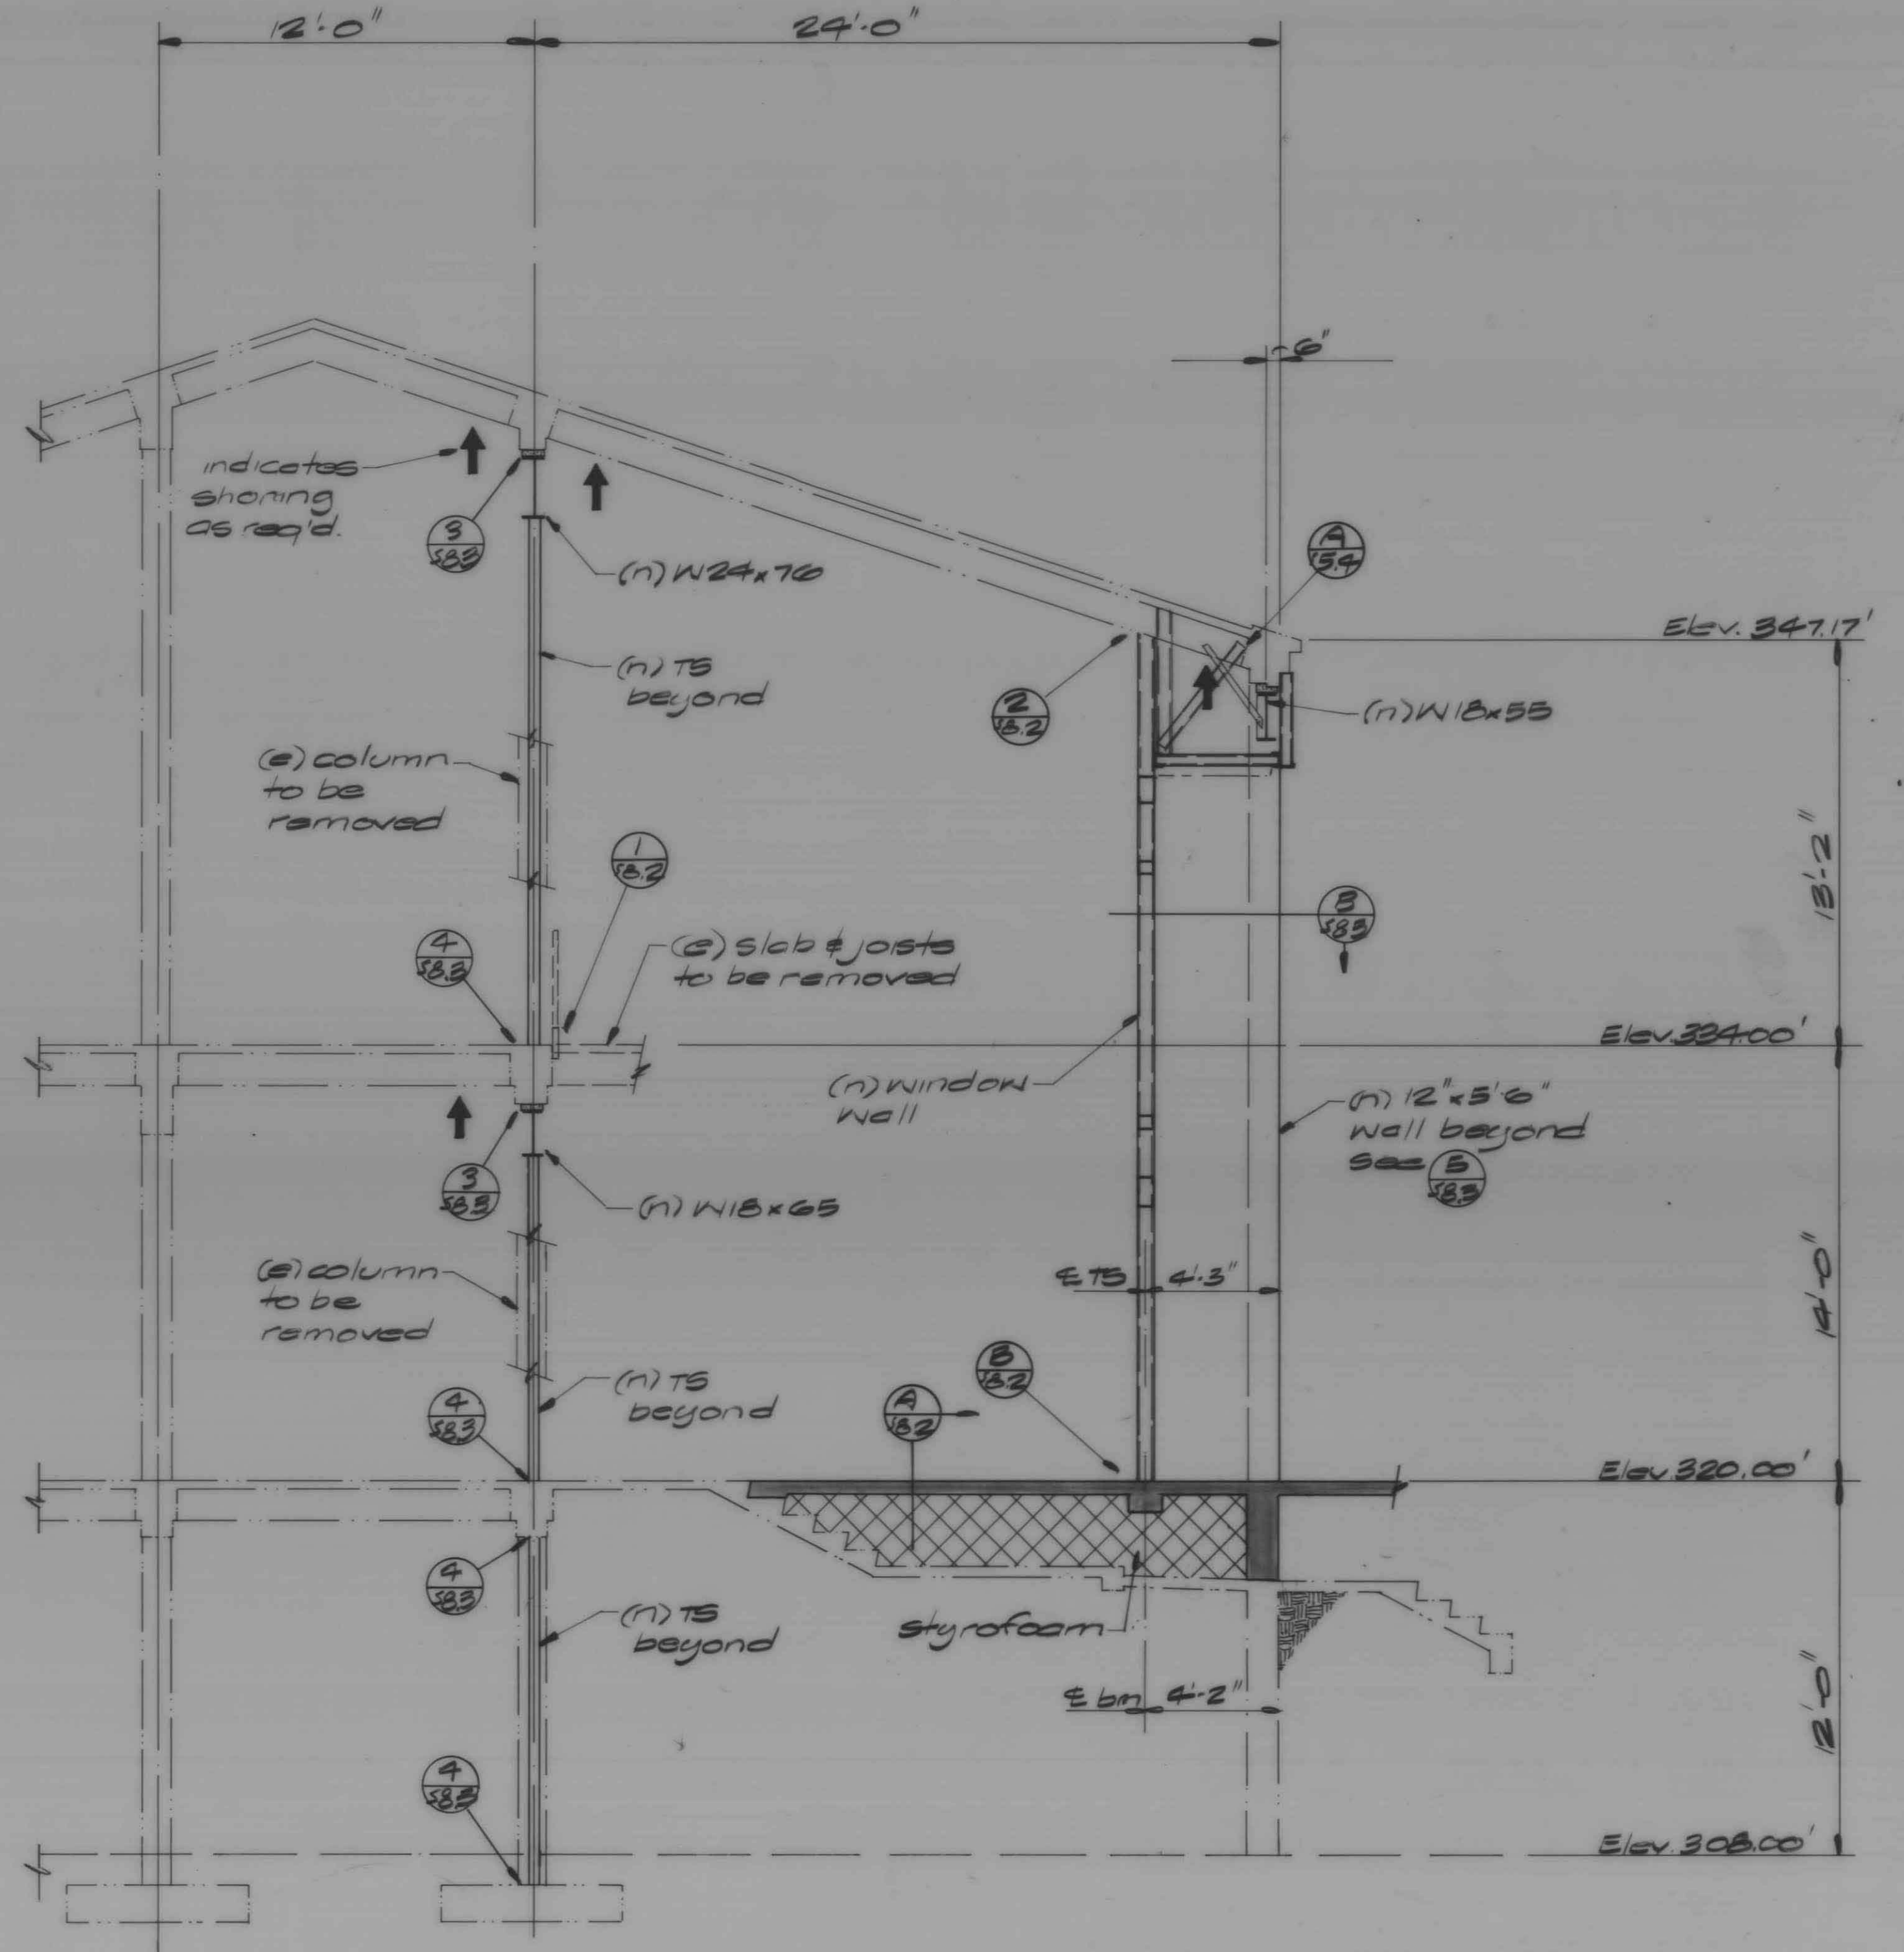 12'-0"
24'-0"
6"
indicates
shoring
as req'd.
3
S8.3
(n) W24x76
A
S5.4
Elev. 347.17'
(n) TS
beyond
2
S8.2
(n) W18x55
(e) column
to be
removed
1
S8.2
13'-2"
B
S8.3
4
S8.3
(e) slab & joists
to be removed
Elev. 334.00'
(n) window
wall
(n) 12" x 5'-6"
wall beyond
see 5
S8.3
3
S8.3
(n) W18x65
(e) column
to be
removed
℄ TS 4'-3"
14'-0"
(n) TS
beyond
B
S8.2
A
S8.2
4
S8.3
Elev. 320.00'
4
S8.3
(n) TS
beyond
styrofoam
℄ bm 4'-2"
12'-0"
4
S8.3
Elev. 308.00'